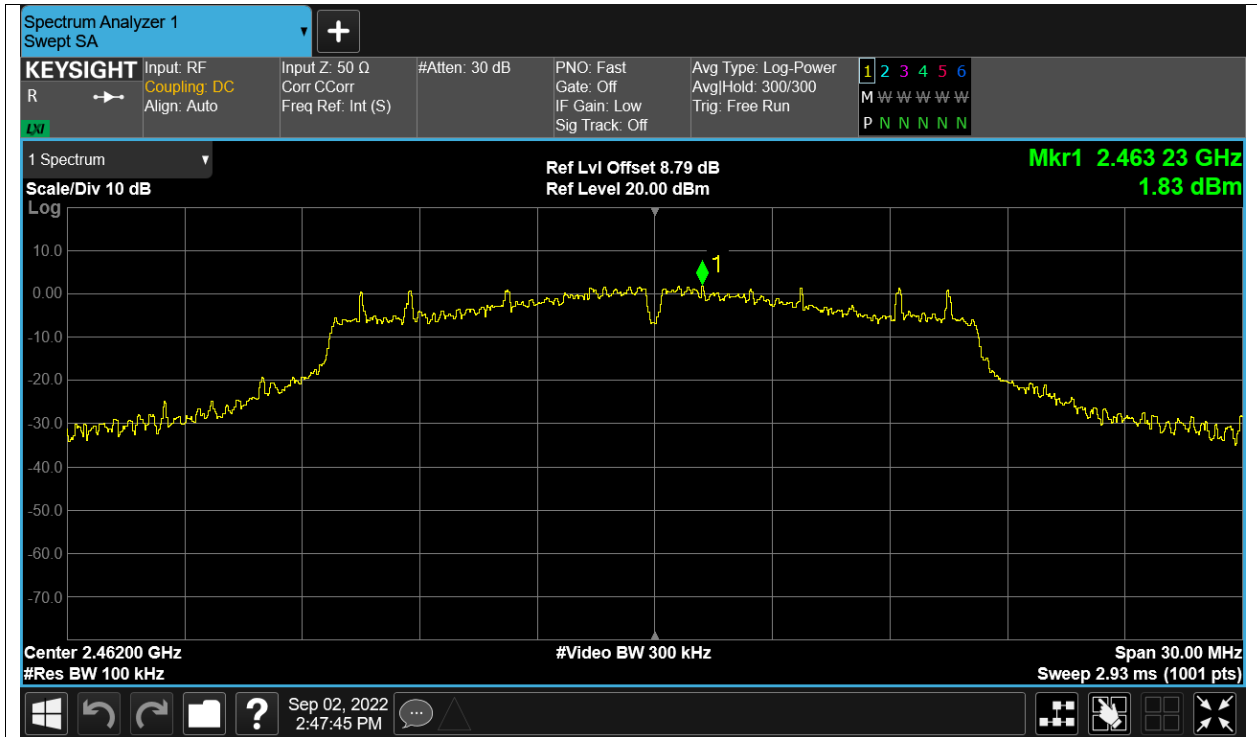 Spectrum Analyzer 1
Swept SA
+
KEYSIGHT
R
LXI
Input: RF
Coupling: DC
Align: Auto
Input Z: 50 Ω
Corr CCorr
Freq Ref: Int (S)
#Atten: 30 dB
PNO: Fast
Gate: Off
IF Gain: Low
Sig Track: Off
Avg Type: Log-Power
Avg|Hold: 300/300
Trig: Free Run
1 2 3 4 5 6
M W W W W W
P N N N N N
1 Spectrum
Scale/Div 10 dB
Log
Ref Lvl Offset 8.79 dB
Ref Level 20.00 dBm
Mkr1 2.463 23 GHz
1.83 dBm
1
10.0
0.00
-10.0
-20.0
-30.0
-40.0
-50.0
-60.0
-70.0
Center 2.46200 GHz
#Video BW 300 kHz
Span 30.00 MHz
#Res BW 100 kHz
Sweep 2.93 ms (1001 pts)
?
Sep 02, 2022
2:47:45 PM